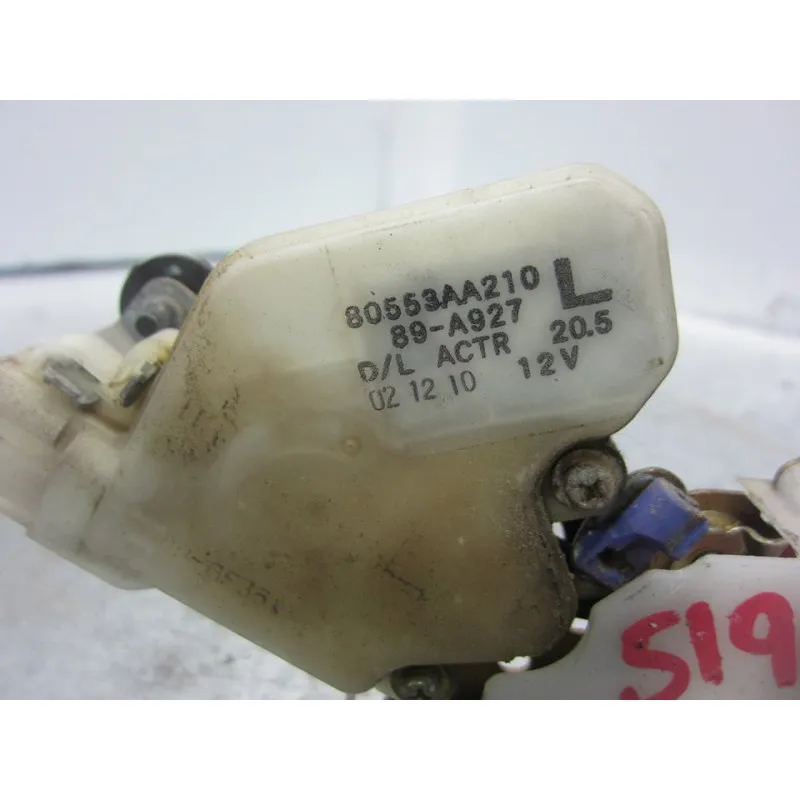 80553AA210 L
89-A927 20.5
D/L ACTR 12V
02 12 10
S19